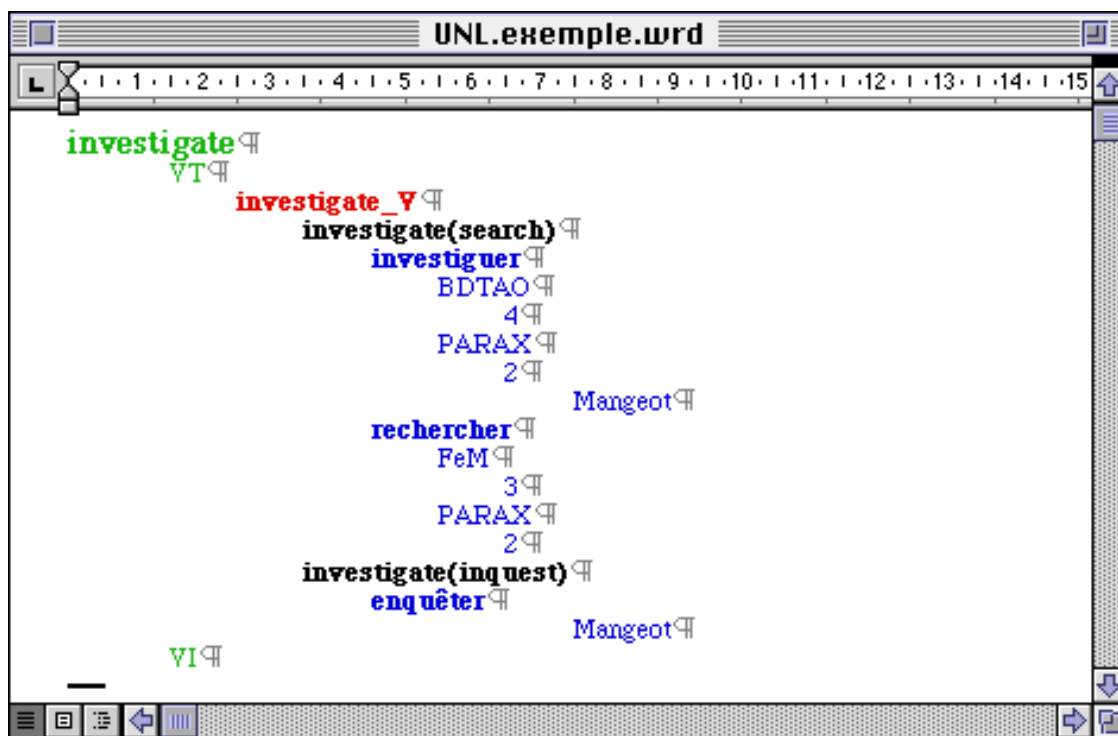 UNL.exemple.wrd
1 2 3 4 5 6 7 8 9 10 11 12 13 14 15
investigate¶
VT¶
investigate_V¶
investigate(search)¶
investiguer¶
BDTAO¶
4¶
PARAX¶
2¶
Mangeot¶
rechercher¶
FeM¶
3¶
PARAX¶
2¶
investigate(inquest)¶
enquêter¶
Mangeot¶
VI¶